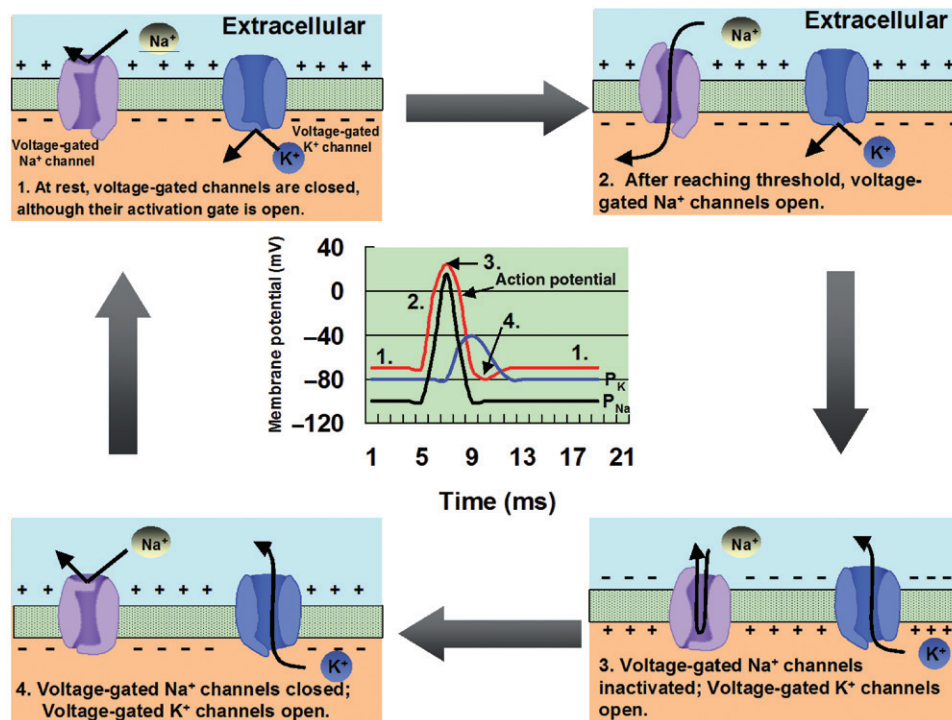 Extracellular
Na⁺
+ + + + + + + + + + +
– – – – – – – –
Voltage-gated
Na⁺ channel
Voltage-gated
K⁺ channel
K⁺
1. At rest, voltage-gated channels are closed,
although their activation gate is open.
Extracellular
Na⁺
+ + + + + + + + + + +
– – – – – – – – – –
K⁺
2. After reaching threshold, voltage-
gated Na⁺ channels open.
Membrane potential (mV)
40
0
–40
–80
–120
1.
2.
3.
Action potential
4.
1.
P_K
P_Na
1 5 9 13 17 21
Time (ms)
Na⁺
+ + + + + + + + + + +
– – – – – – – – –
K⁺
4. Voltage-gated Na⁺ channels closed;
Voltage-gated K⁺ channels
open.
Na⁺
– – – – – – – – – –
+ + + + + + + + + +
K⁺
3. Voltage-gated Na⁺ channels
inactivated; Voltage-gated K⁺ channels
open.